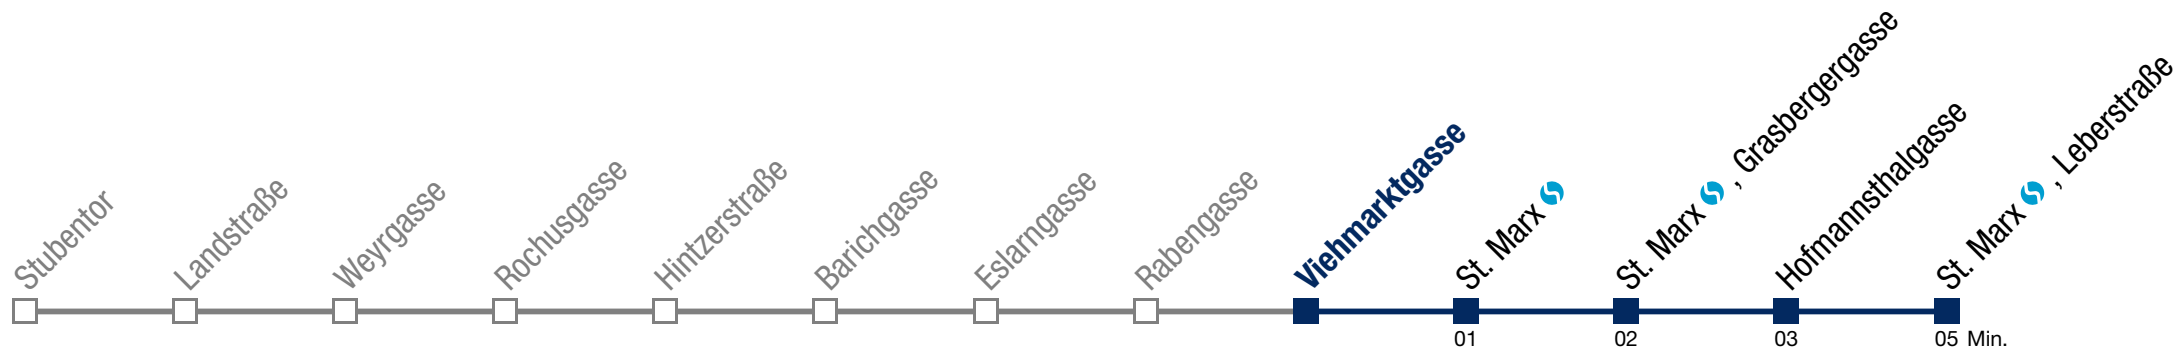 Stubentor
Landstraße
Weyrgasse
Rochusgasse
Hintzerstraße
Barichgasse
Eslarngasse
Rabengasse
Viehmarktgasse
St. Marx
St. Marx , Grasbergergasse
Hofmannsthalgasse
St. Marx , Leberstraße
01 02 03 05 Min.